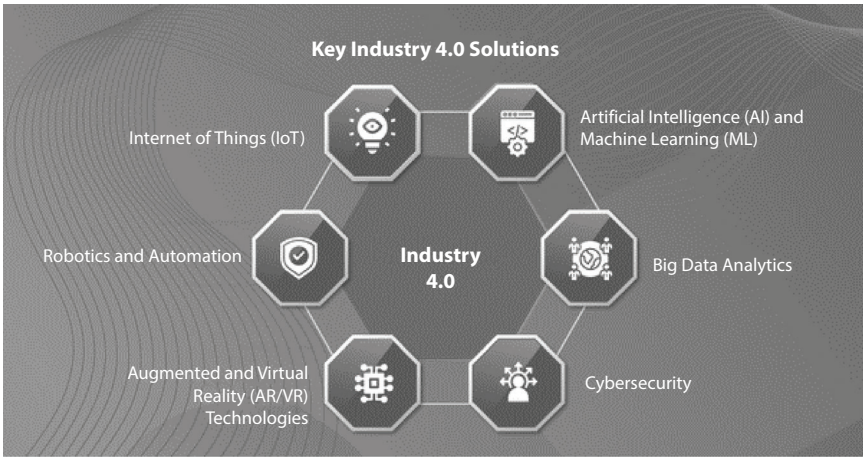 Key Industry 4.0 Solutions
Internet of Things (IoT)
Artificial Intelligence (AI) and
Machine Learning (ML)
Robotics and Automation
Industry
4.0
Big Data Analytics
Augmented and Virtual
Reality (AR/VR)
Technologies
Cybersecurity